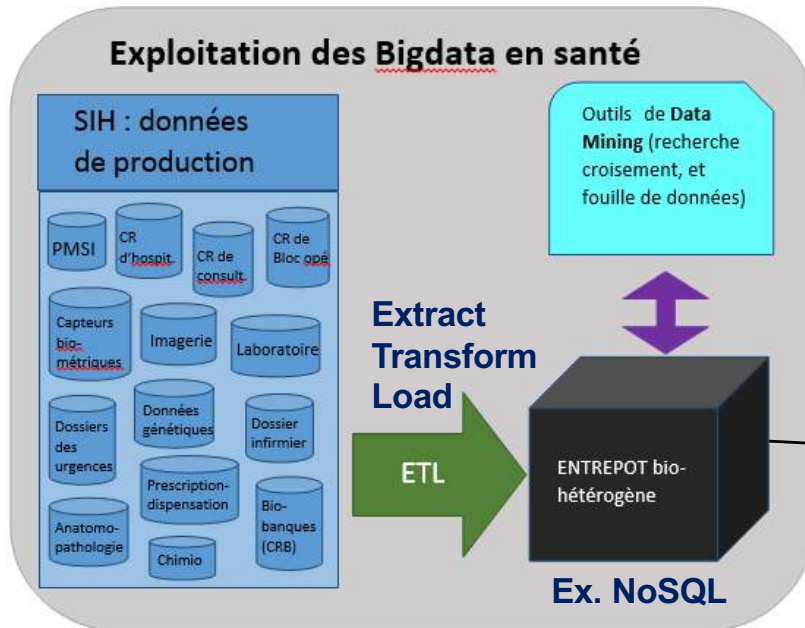 Exploitation des Bigdata en santé
SIH : données
de production
PMSI
CR
d'hospit.
CR de
consult.
CR de
Bloc opé
Capteurs
bio-
métriques
Imagerie
Laboratoire
Dossiers
des
urgences
Données
génétiques
Dossier
infirmier
Prescription-
dispensation
Anatomo-
pathologie
Chimio
Bio-
banques
(CRB)
Extract
Transform
Load
ETL
Outils de Data
Mining (recherche
croisement, et
fouille de données)
ENTREPOT bio-
hétérogène
Ex. NoSQL